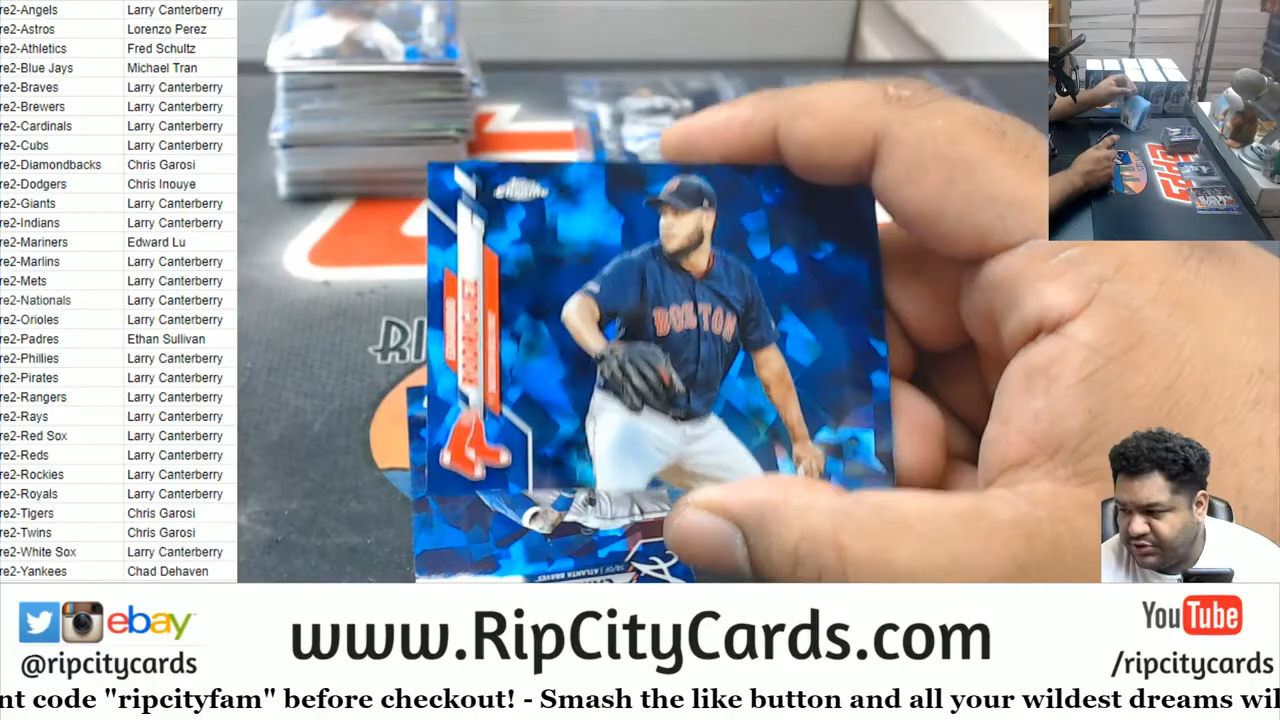 re2-Angels Larry Canterberry
re2-Astros Lorenzo Perez
re2-Athletics Fred Schultz
re2-Blue Jays Michael Tran
re2-Braves Larry Canterberry
re2-Brewers Larry Canterberry
re2-Cardinals Larry Canterberry
re2-Cubs Larry Canterberry
re2-Diamondbacks Chris Garosi
re2-Dodgers Chris Inouye
re2-Giants Larry Canterberry
re2-Indians Larry Canterberry
re2-Mariners Edward Lu
re2-Marlins Larry Canterberry
re2-Mets Larry Canterberry
re2-Nationals Larry Canterberry
re2-Orioles Larry Canterberry
re2-Padres Ethan Sullivan
re2-Phillies Larry Canterberry
re2-Pirates Larry Canterberry
re2-Rangers Larry Canterberry
re2-Rays Larry Canterberry
re2-Red Sox Larry Canterberry
re2-Reds Larry Canterberry
re2-Rockies Larry Canterberry
re2-Royals Larry Canterberry
re2-Tigers Chris Garosi
re2-Twins Chris Garosi
re2-White Sox Larry Canterberry
re2-Yankees Chad Dehaven
Chrome
RODRIGUEZ
BOSTON
ATLANTA BRAVES
RI
ebay
@ripcitycards
www.RipCityCards.com
YouTube
/ripcitycards
nt code "ripcityfam" before checkout! - Smash the like button and all your wildest dreams wil